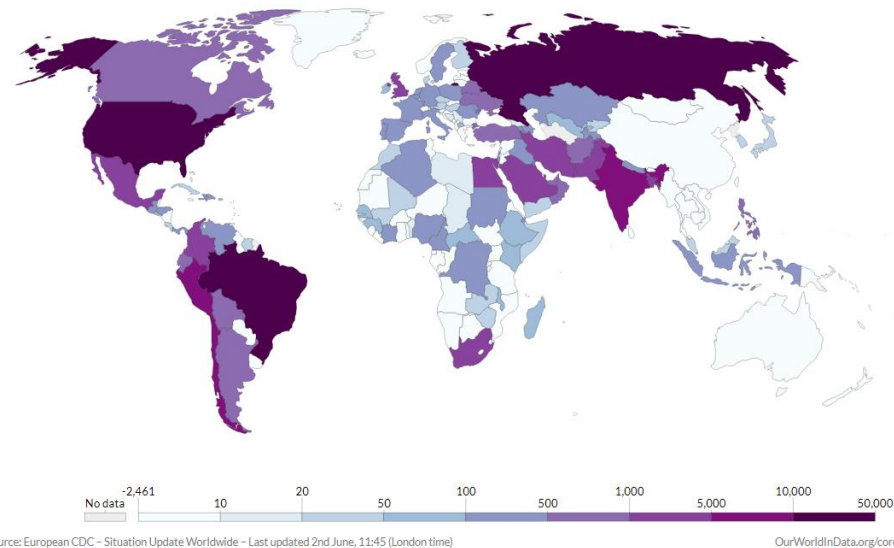 No data
-2,461 10 20 50 100 500 1,000 5,000 10,000 50,000
urce: European CDC – Situation Update Worldwide – Last updated 2nd June, 11:45 (London time)
OurWorldInData.org/cor